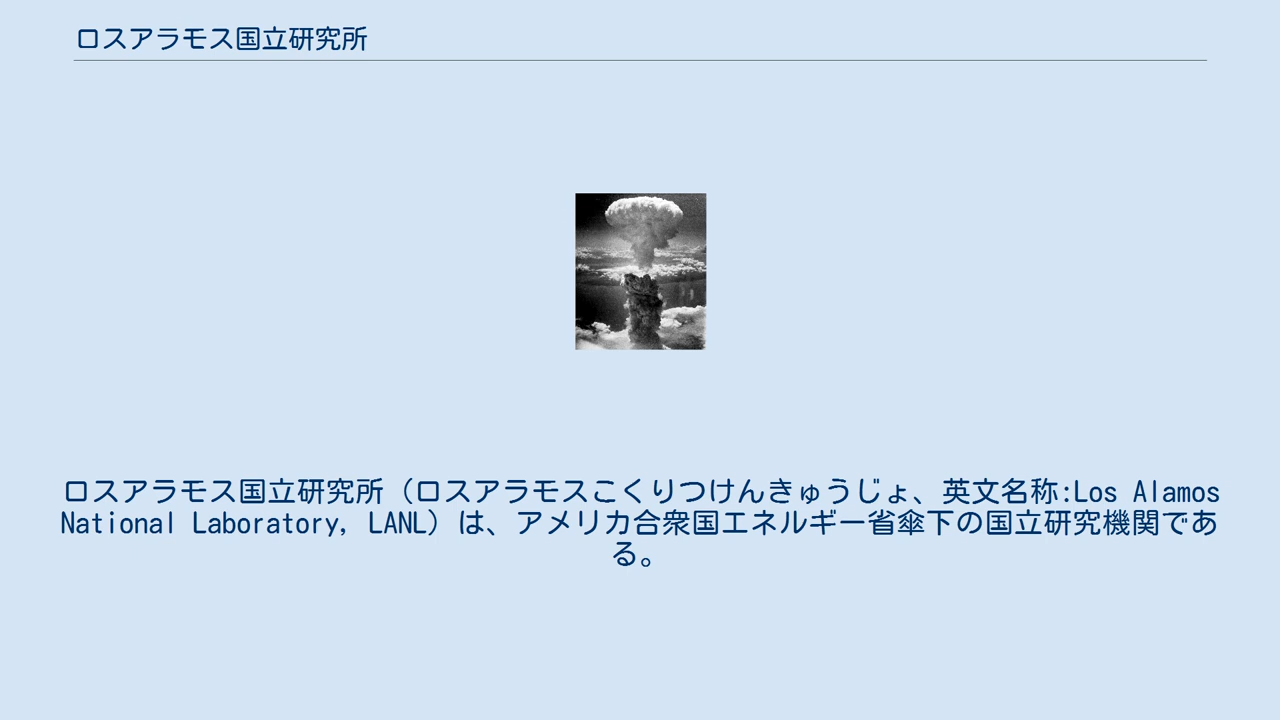 ロスアラモス国立研究所
ロスアラモス国立研究所（ロスアラモスこくりつけんきゅうじょ、英文名称:Los Alamos
National Laboratory, LANL）は、アメリカ合衆国エネルギー省傘下の国立研究機関であ
る。